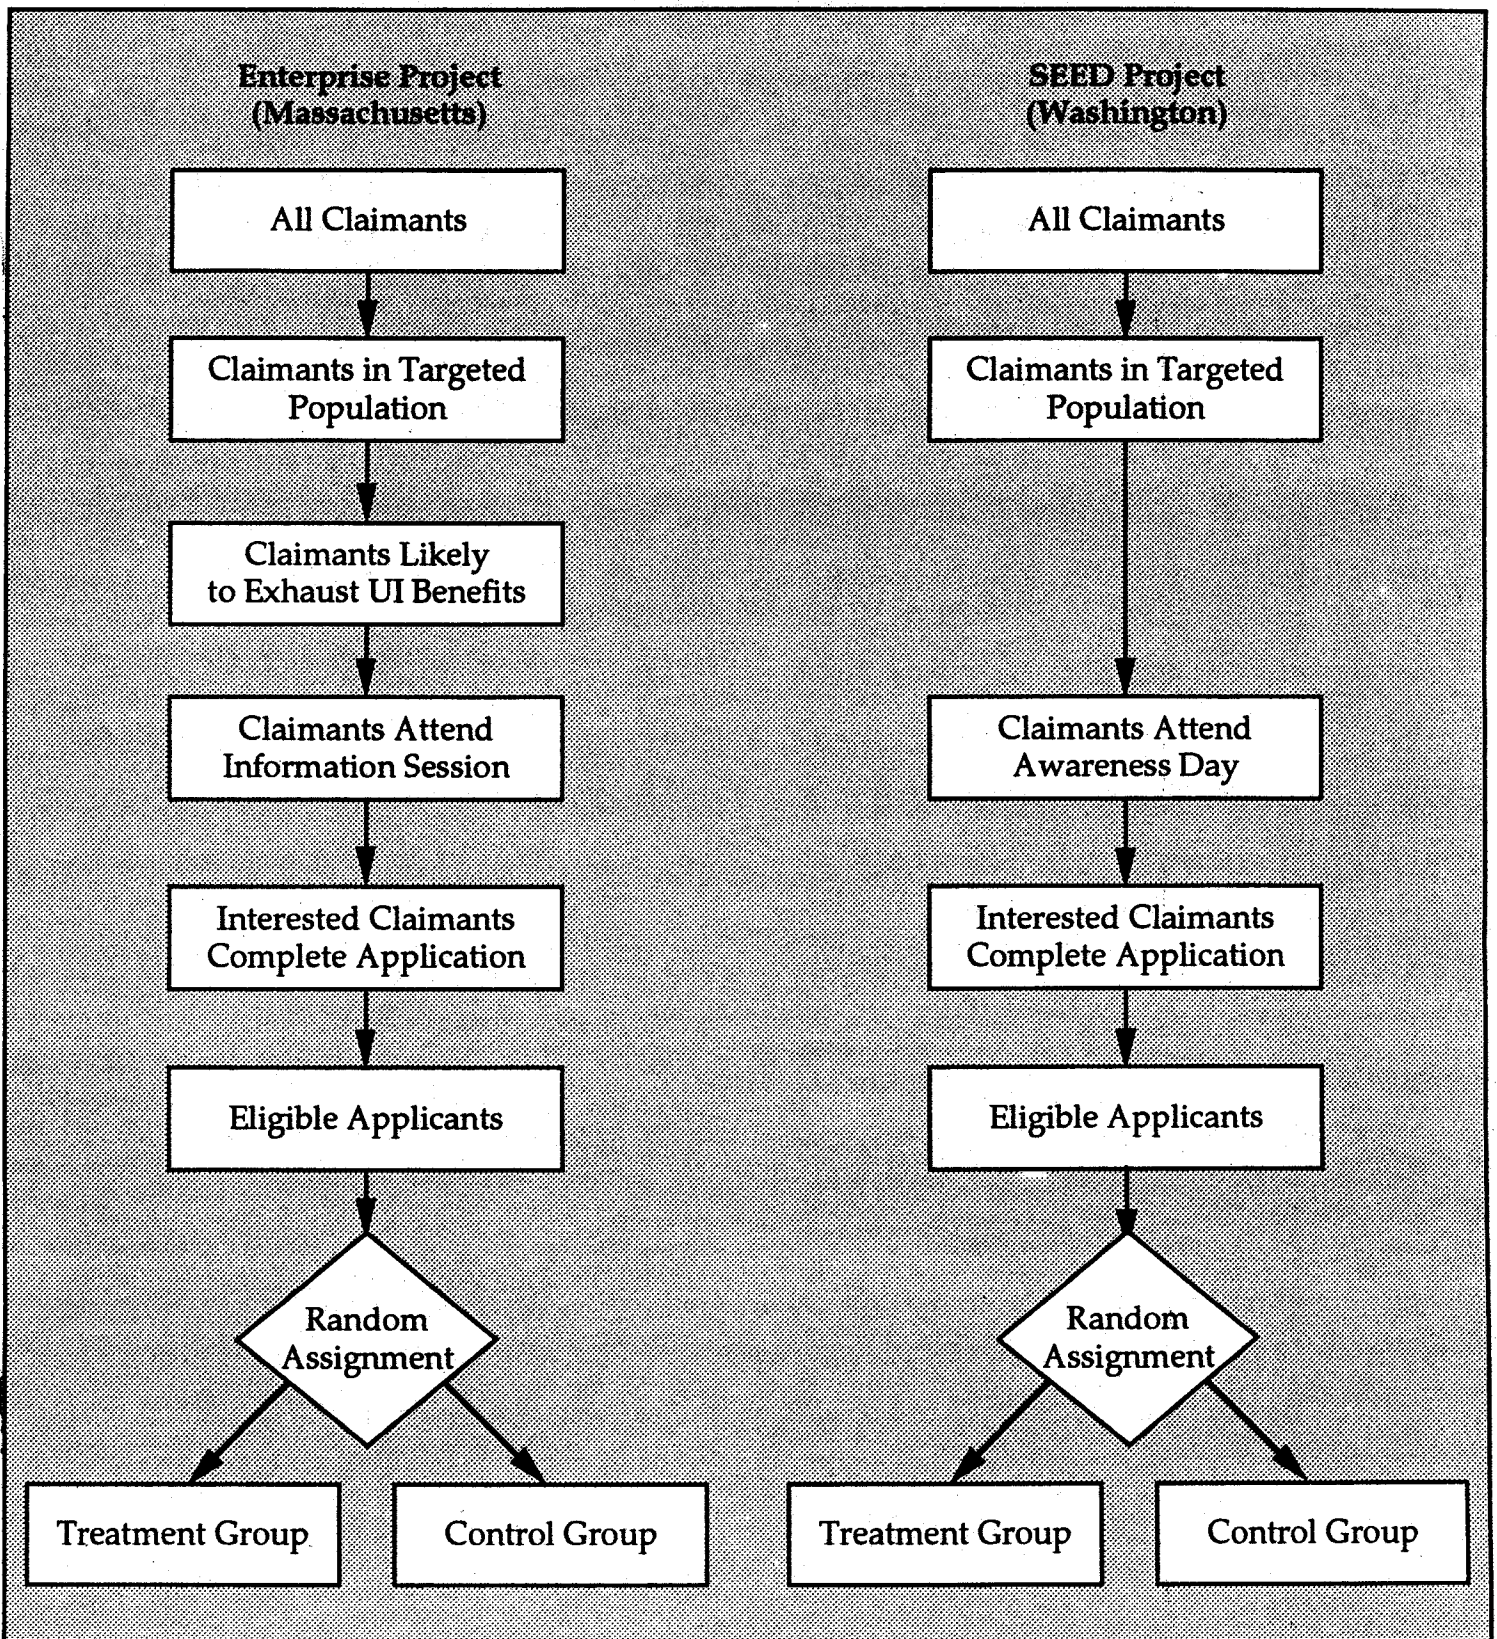 Enterprise Project
(Massachusetts)
All Claimants
Claimants in Targeted
Population
Claimants Likely
to Exhaust UI Benefits
Claimants Attend
Information Session
Interested Claimants
Complete Application
Eligible Applicants
Random
Assignment
Treatment Group
Control Group
SEED Project
(Washington)
All Claimants
Claimants in Targeted
Population
Claimants Attend
Awareness Day
Interested Claimants
Complete Application
Eligible Applicants
Random
Assignment
Treatment Group
Control Group